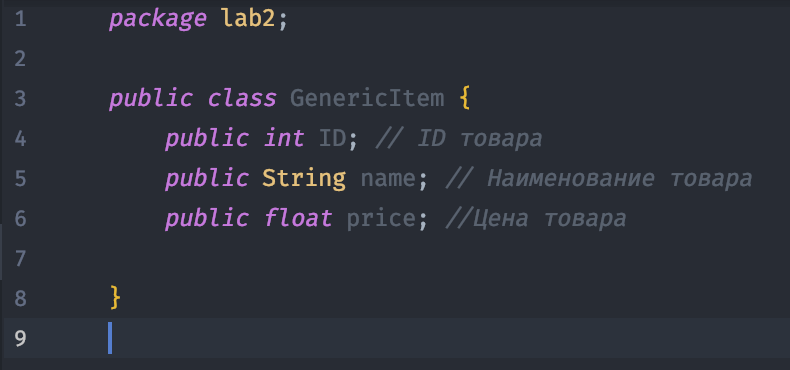 1 package lab2;
2
3 public class GenericItem {
4 public int ID; // ID товара
5 public String name; // Наименование товара
6 public float price; //Цена товара
7
8 }
9